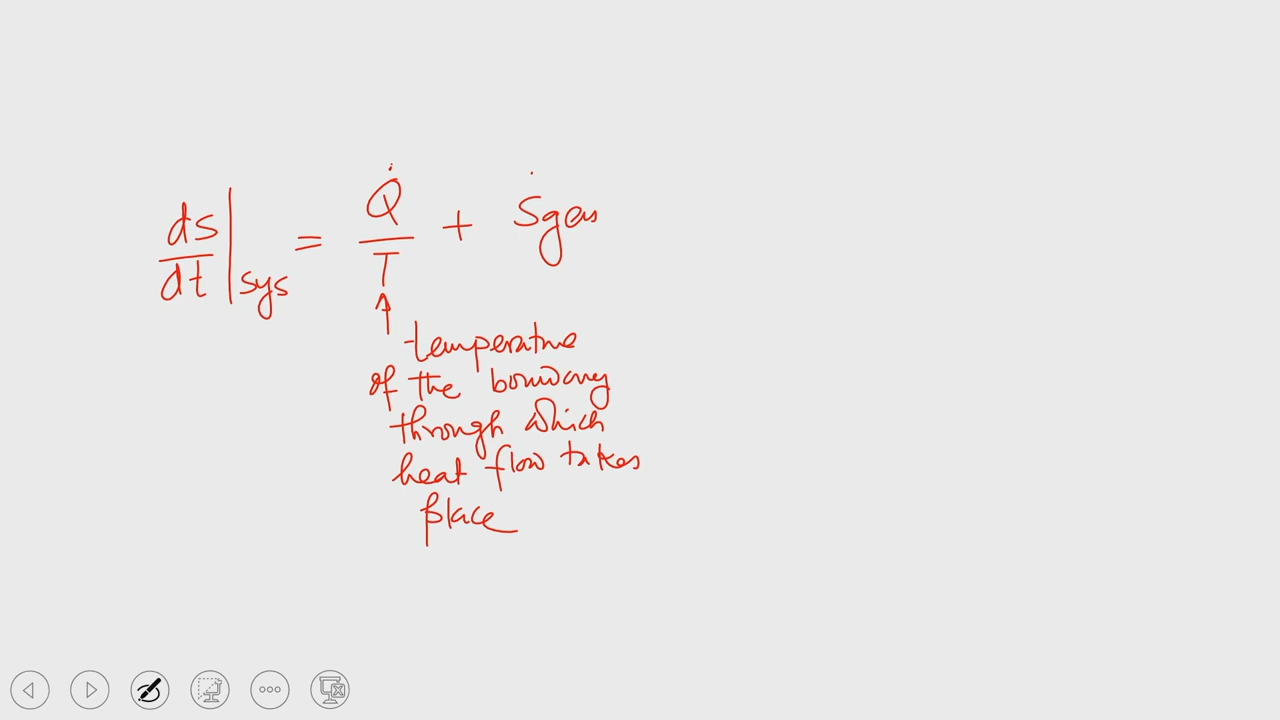 dS/dt|sys = Q̇/T + Ṡgen
temperature
of the boundary
through which
heat flow takes
place